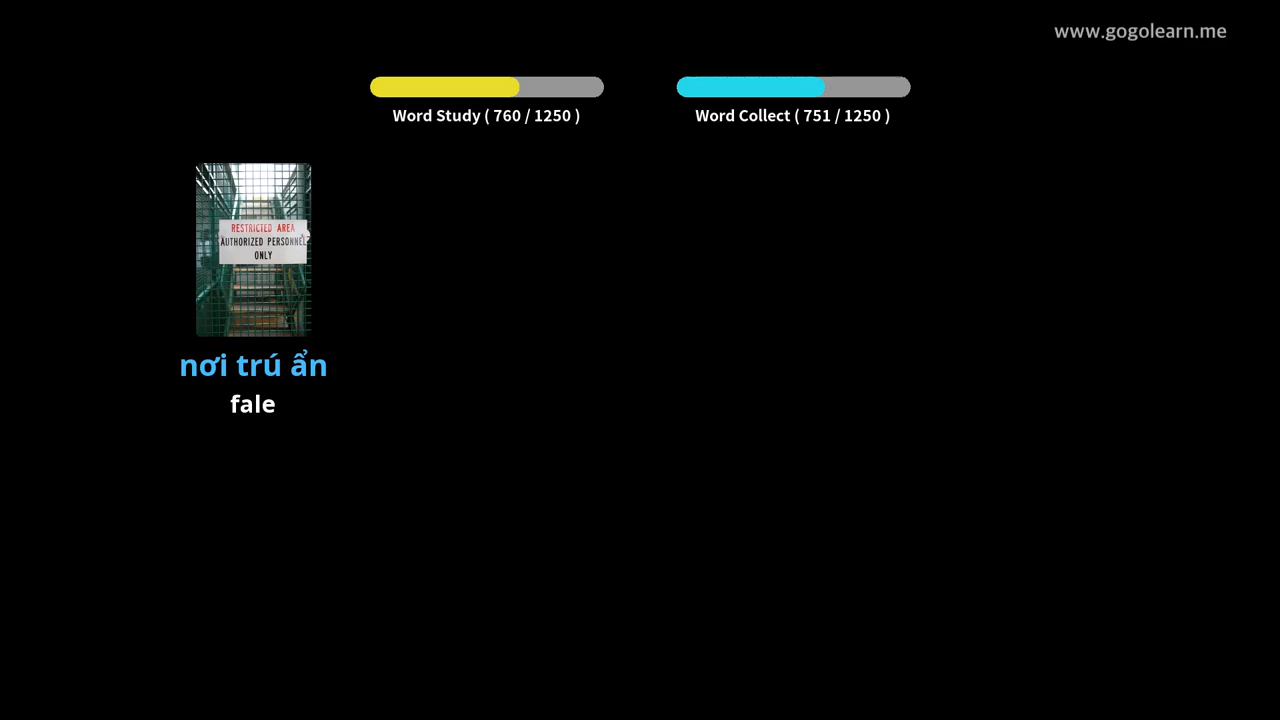 www.gogolearn.me
Word Study ( 760 / 1250 )
Word Collect ( 751 / 1250 )
RESTRICTED AREA
AUTHORIZED PERSONNEL
ONLY
nơi trú ẩn
fale